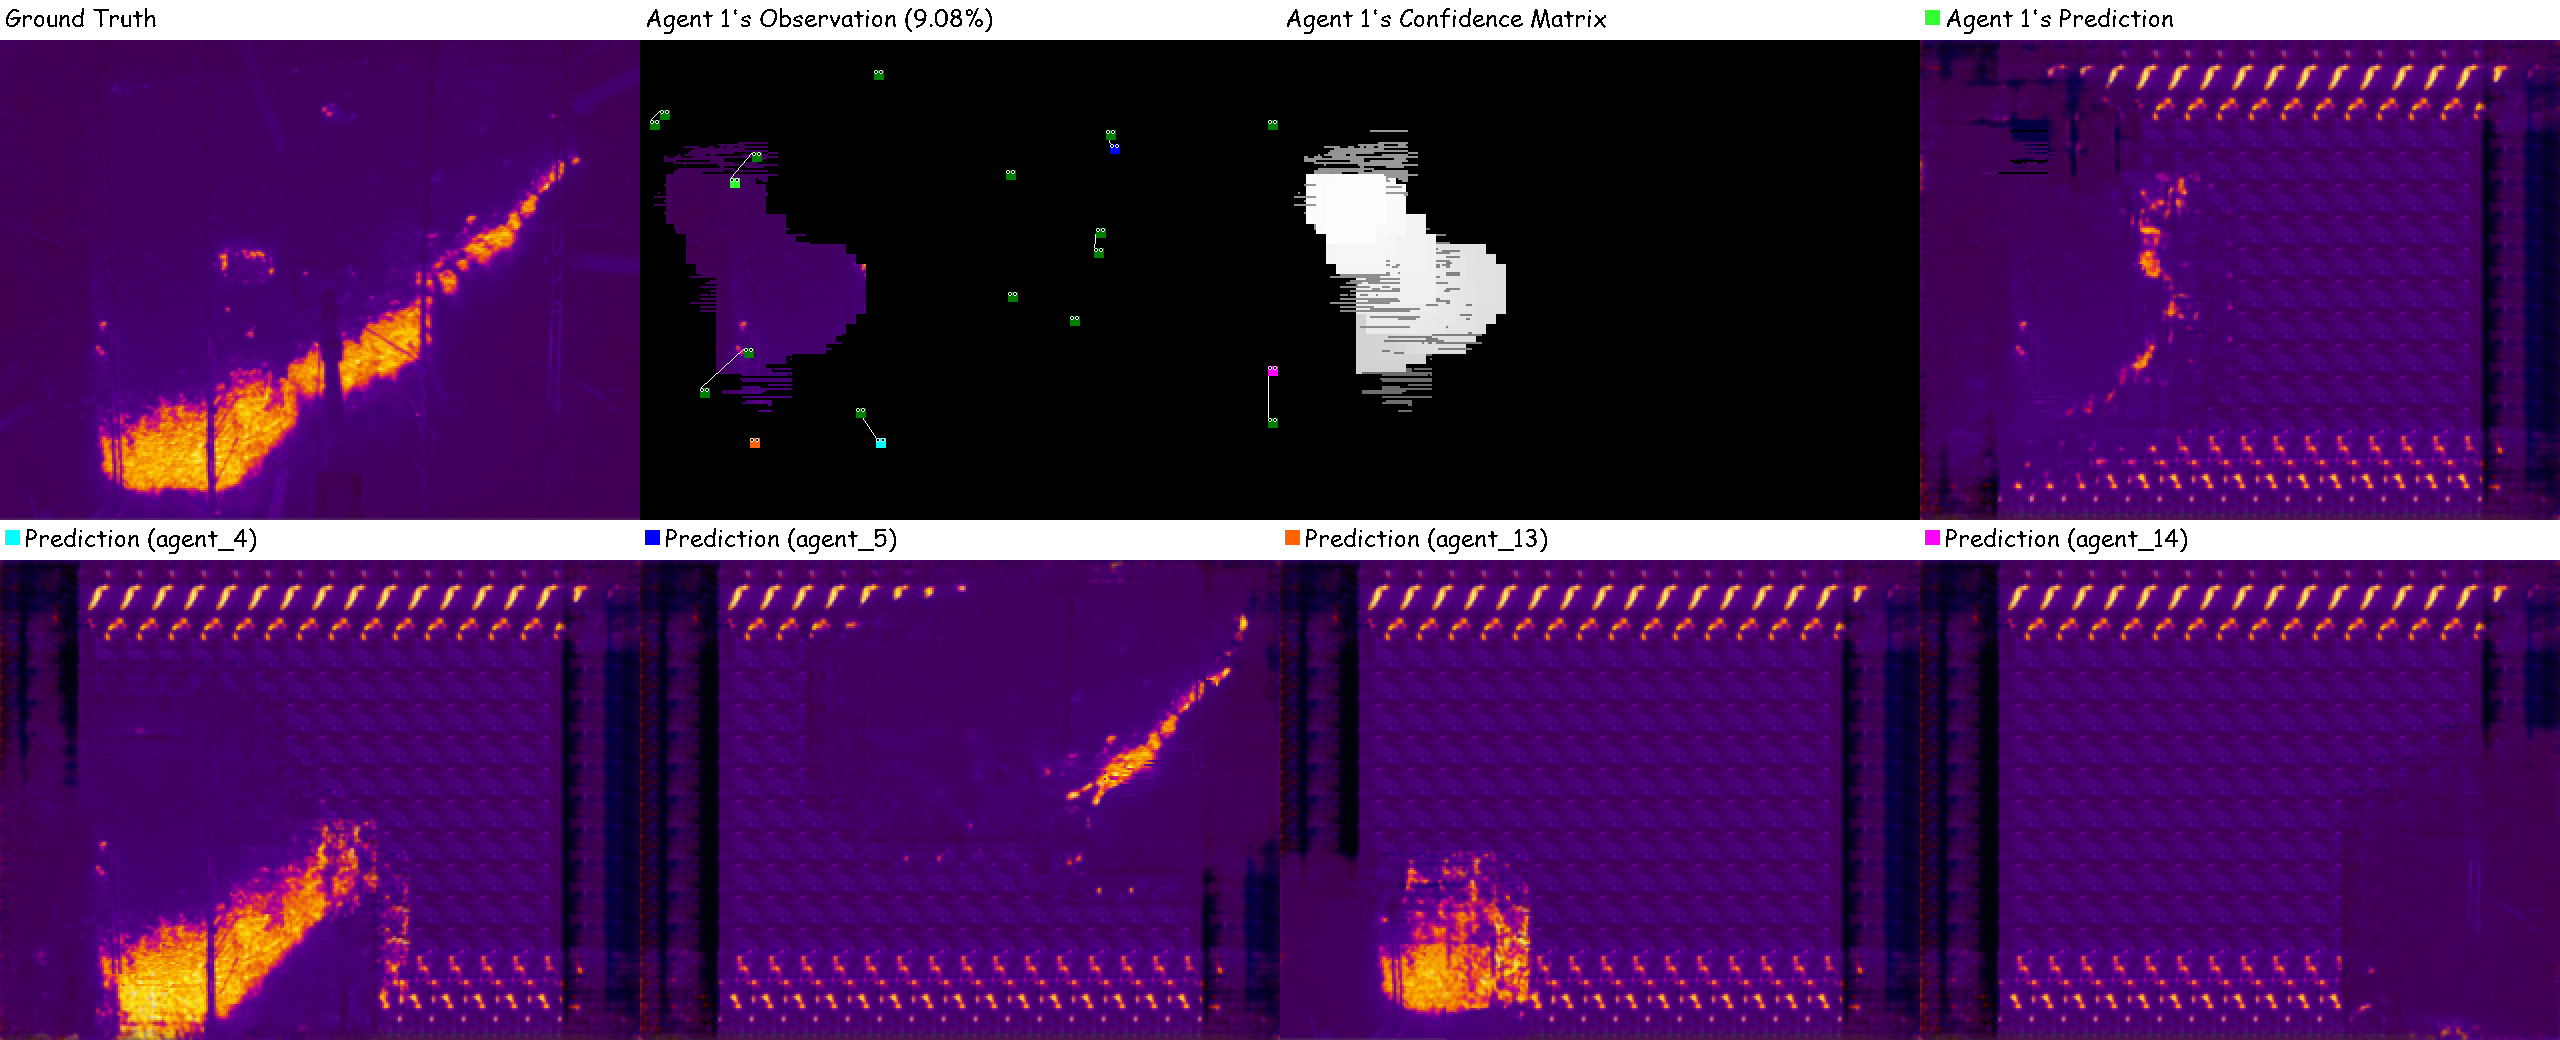 Ground Truth
Agent 1's Observation (9.08%)
Agent 1's Confidence Matrix
Agent 1's Prediction
Prediction (agent_4)
Prediction (agent_5)
Prediction (agent_13)
Prediction (agent_14)